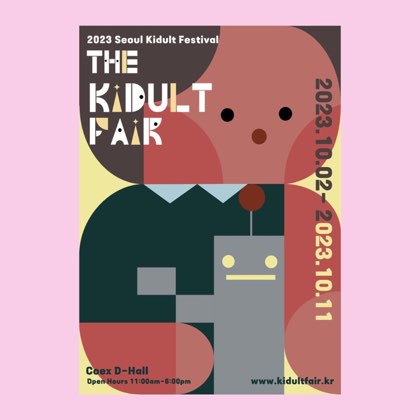 2023 Seoul Kidult Festival
THE
KiDULT
FAiR
2023.10.02- 2023.10.11
Coex D-Hall
Open Hours 11:00am-6:00pm
www.kidultfair.kr